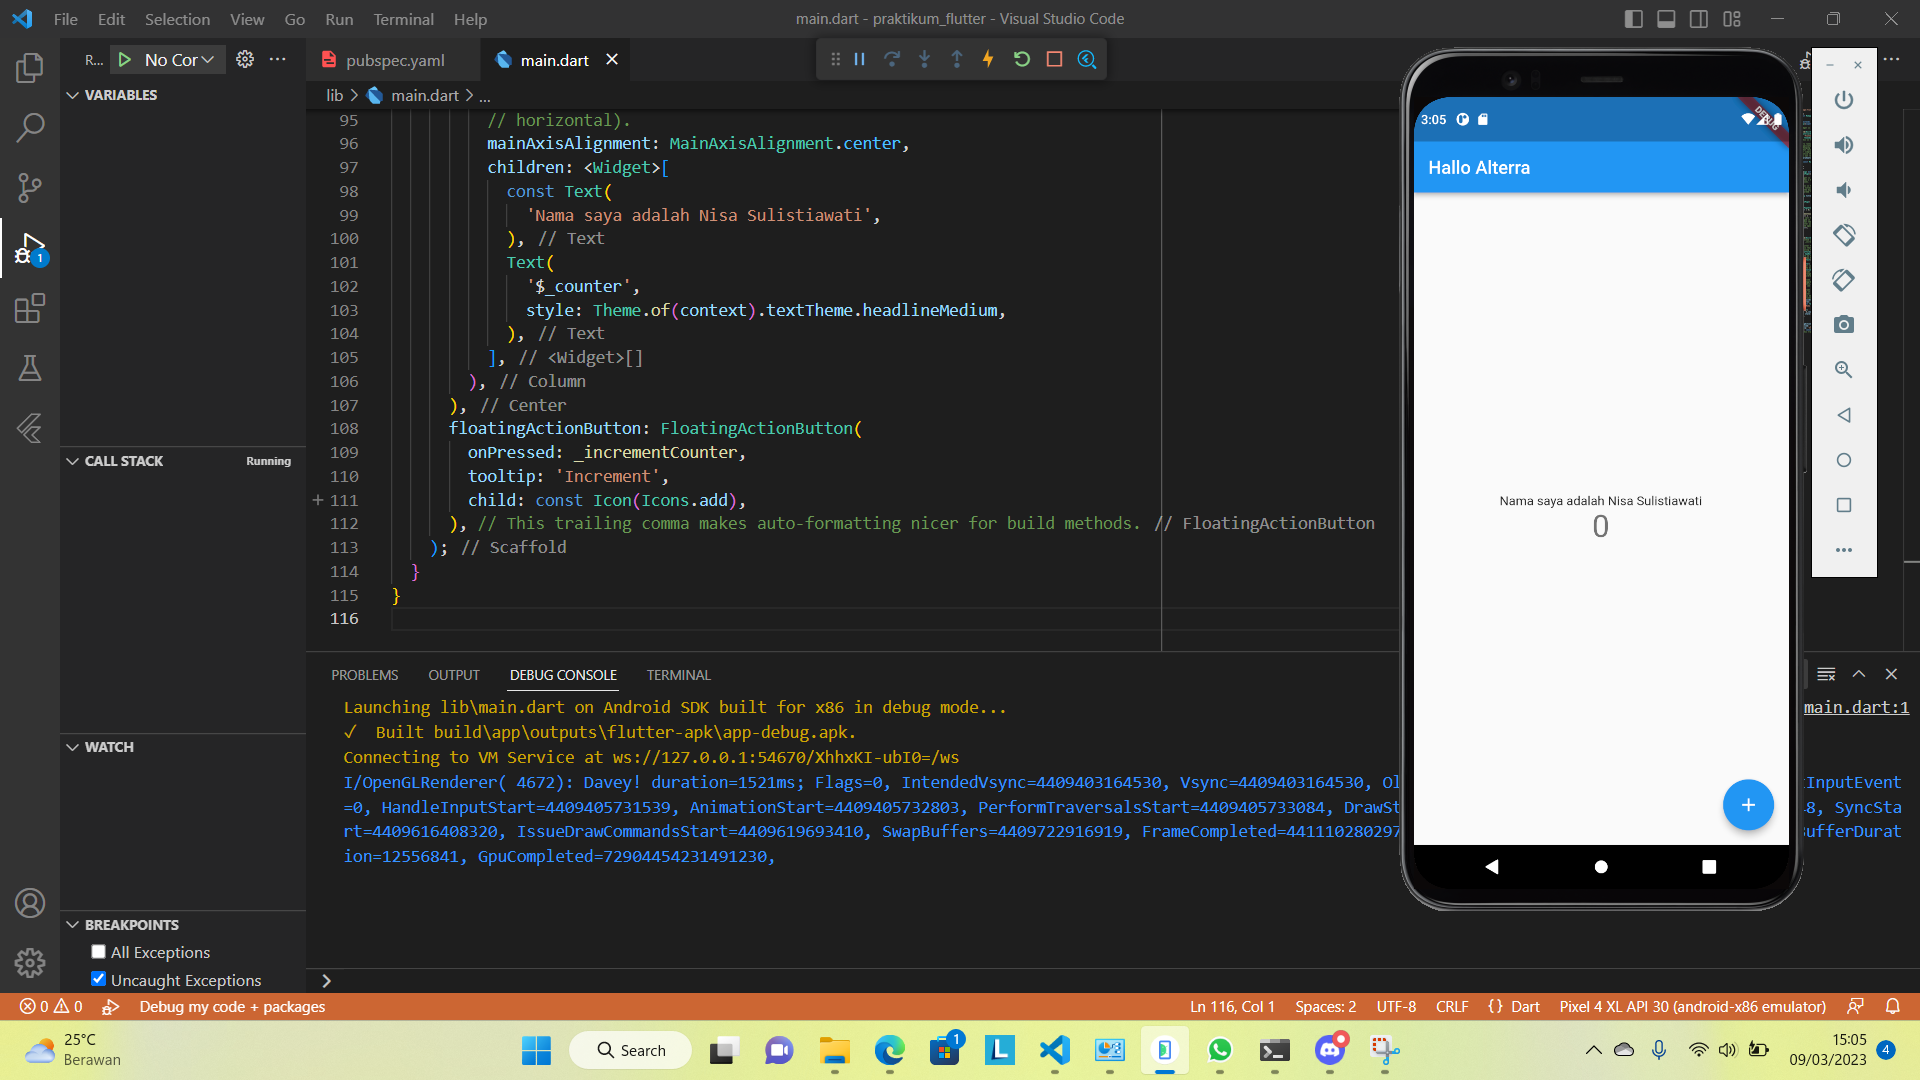 File Edit Selection View Go Run Terminal Help
main.dart - praktikum_flutter - Visual Studio Code
R... No Cor
pubspec.yaml
main.dart
VARIABLES
lib > main.dart > ...
95 // horizontal).
96 mainAxisAlignment: MainAxisAlignment.center,
97 children: <Widget>[
98 const Text(
99 'Nama saya adalah Nisa Sulistiawati',
100 ), // Text
101 Text(
102 '$_counter',
103 style: Theme.of(context).textTheme.headlineMedium,
104 ), // Text
105 ], // <Widget>[]
106 ), // Column
107 ), // Center
108 floatingActionButton: FloatingActionButton(
109 onPressed: _incrementCounter,
110 tooltip: 'Increment',
111 child: const Icon(Icons.add),
112 ), // This trailing comma makes auto-formatting nicer for build methods. // FloatingActionButton
113 ); // Scaffold
114 }
115 }
116
1
CALL STACK Running
WATCH
BREAKPOINTS
All Exceptions
Uncaught Exceptions
3:05
DEBUG
Hallo Alterra
Nama saya adalah Nisa Sulistiawati
0
PROBLEMS OUTPUT DEBUG CONSOLE TERMINAL
Launching lib\main.dart on Android SDK built for x86 in debug mode...
main.dart:1
✓ Built build\app\outputs\flutter-apk\app-debug.apk.
Connecting to VM Service at ws://127.0.0.1:54670/XhhxKI-ubI0=/ws
I/OpenGLRenderer( 4672): Davey! duration=1521ms; Flags=0, IntendedVsync=4409403164530, Vsync=4409403164530, Ol InputEvent
=0, HandleInputStart=4409405731539, AnimationStart=4409405732803, PerformTraversalsStart=4409405733084, DrawSt 8, SyncSta
rt=4409616408320, IssueDrawCommandsStart=4409619693410, SwapBuffers=4409722916919, FrameCompleted=441110280297 ufferDurat
ion=12556841, GpuCompleted=72904454231491230,
0 0 Debug my code + packages
Ln 116, Col 1 Spaces: 2 UTF-8 CRLF {} Dart Pixel 4 XL API 30 (android-x86 emulator)
25°C
Berawan
Search
1
15:05
09/03/2023
4